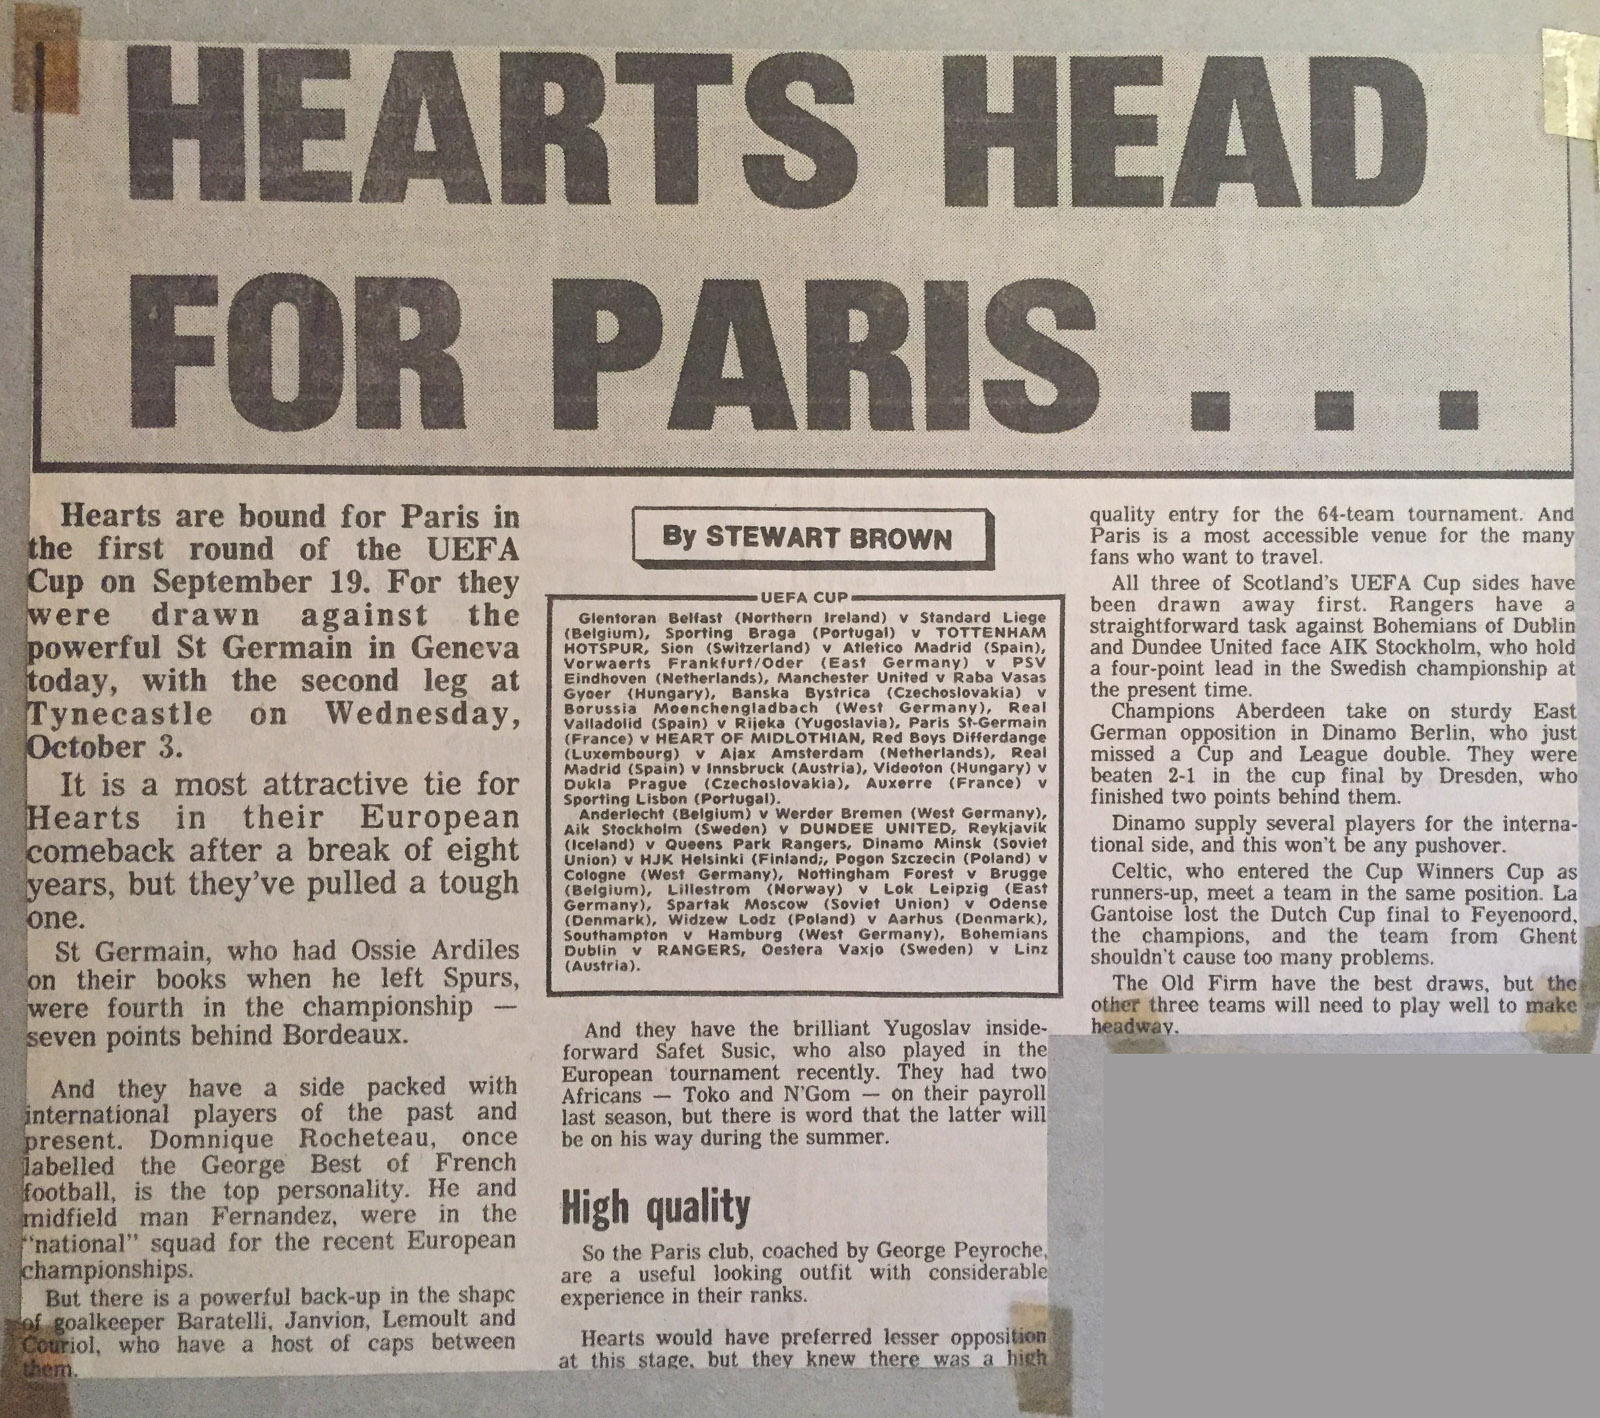 HEARTS HEAD
FOR PARIS . . .
Hearts are bound for Paris in
the first round of the UEFA
Cup on September 19. For they
were drawn against the
powerful St Germain in Geneva
today, with the second leg at
Tynecastle on Wednesday,
October 3.
It is a most attractive tie for
Hearts in their European
comeback after a break of eight
years, but they've pulled a tough
one.
St Germain, who had Ossie Ardiles
on their books when he left Spurs,
were fourth in the championship —
seven points behind Bordeaux.
And they have a side packed with
international players of the past and
present. Domnique Rocheteau, once
labelled the George Best of French
football, is the top personality. He and
midfield man Fernandez, were in the
"national" squad for the recent European
championships.
But there is a powerful back-up in the shape
of goalkeeper Baratelli, Janvion, Lemoult and
Couriol, who have a host of caps between
them.
By STEWART BROWN
UEFA CUP
Glentoran Belfast (Northern Ireland) v Standard Liege
(Belgium), Sporting Braga (Portugal) v TOTTENHAM
HOTSPUR, Sion (Switzerland) v Atletico Madrid (Spain),
Vorwaerts Frankfurt/Oder (East Germany) v PSV
Eindhoven (Netherlands), Manchester United v Raba Vasas
Gyoer (Hungary), Banska Bystrica (Czechoslovakia) v
Borussia Moenchengladbach (West Germany), Real
Valladolid (Spain) v Rijeka (Yugoslavia), Paris St-Germain
(France) v HEART OF MIDLOTHIAN, Red Boys Differdange
(Luxembourg) v Ajax Amsterdam (Netherlands), Real
Madrid (Spain) v Innsbruck (Austria), Videoton (Hungary) v
Dukla Prague (Czechoslovakia), Auxerre (France) v
Sporting Lisbon (Portugal).
Anderlecht (Belgium) v Werder Bremen (West Germany),
Aik Stockholm (Sweden) v DUNDEE UNITED, Reykjavik
(Iceland) v Queens Park Rangers, Dinamo Minsk (Soviet
Union) v HJK Helsinki (Finland;, Pogon Szczecin (Poland) v
Cologne (West Germany), Nottingham Forest v Brugge
(Belgium), Lillestrom (Norway) v Lok Leipzig (East
Germany), Spartak Moscow (Soviet Union) v Odense
(Denmark), Widzew Lodz (Poland) v Aarhus (Denmark),
Southampton v Hamburg (West Germany), Bohemians
Dublin v RANGERS, Oestera Vaxjo (Sweden) v Linz
(Austria).
And they have the brilliant Yugoslav inside-
forward Safet Susic, who also played in the
European tournament recently. They had two
Africans — Toko and N'Gom — on their payroll
last season, but there is word that the latter will
be on his way during the summer.
High quality
So the Paris club, coached by George Peyroche,
are a useful looking outfit with considerable
experience in their ranks.
Hearts would have preferred lesser opposition
at this stage, but they knew there was a high
quality entry for the 64-team tournament. And
Paris is a most accessible venue for the many
fans who want to travel.
All three of Scotland's UEFA Cup sides have
been drawn away first. Rangers have a
straightforward task against Bohemians of Dublin
and Dundee United face AIK Stockholm, who hold
a four-point lead in the Swedish championship at
the present time.
Champions Aberdeen take on sturdy East
German opposition in Dinamo Berlin, who just
missed a Cup and League double. They were
beaten 2-1 in the cup final by Dresden, who
finished two points behind them.
Dinamo supply several players for the interna-
tional side, and this won't be any pushover.
Celtic, who entered the Cup Winners Cup as
runners-up, meet a team in the same position. La
Gantoise lost the Dutch Cup final to Feyenoord,
the champions, and the team from Ghent
shouldn't cause too many problems.
The Old Firm have the best draws, but the
other three teams will need to play well to make
headway.